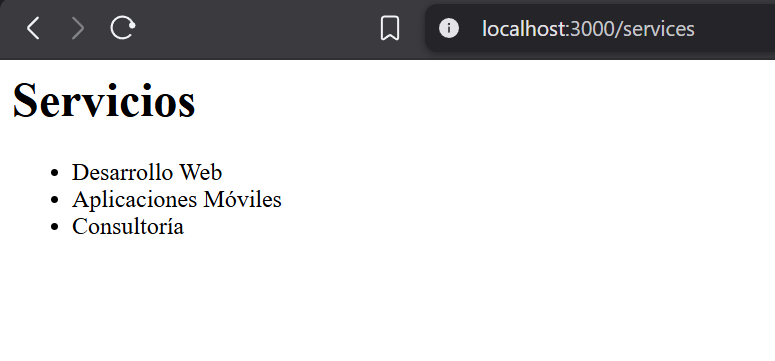 localhost:3000/services
Servicios
Desarrollo Web
Aplicaciones Móviles
Consultoría